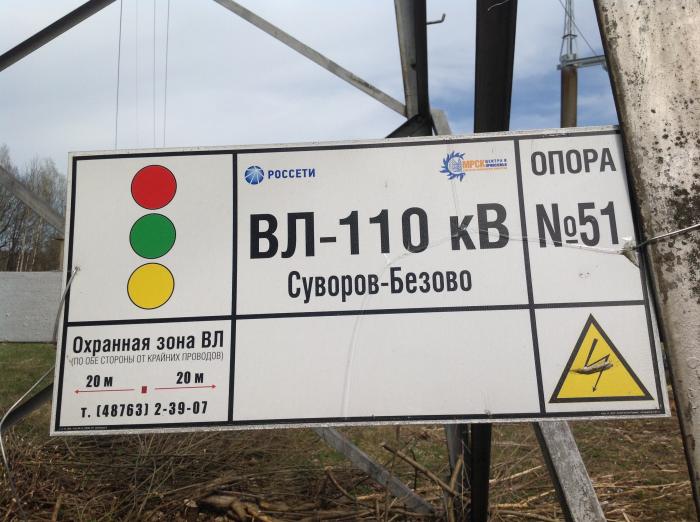 РОССЕТИ
МРСК ЦЕНТРА И
ПРИВОЛЖЬЯ
ОПОРА
№51
ВЛ-110 кВ
Суворов-Безово
Охранная зона ВЛ
(ПО ОБЕ СТОРОНЫ ОТ КРАЙНИХ ПРОВОДОВ)
20 м 20 м
т. (48763) 2-39-07